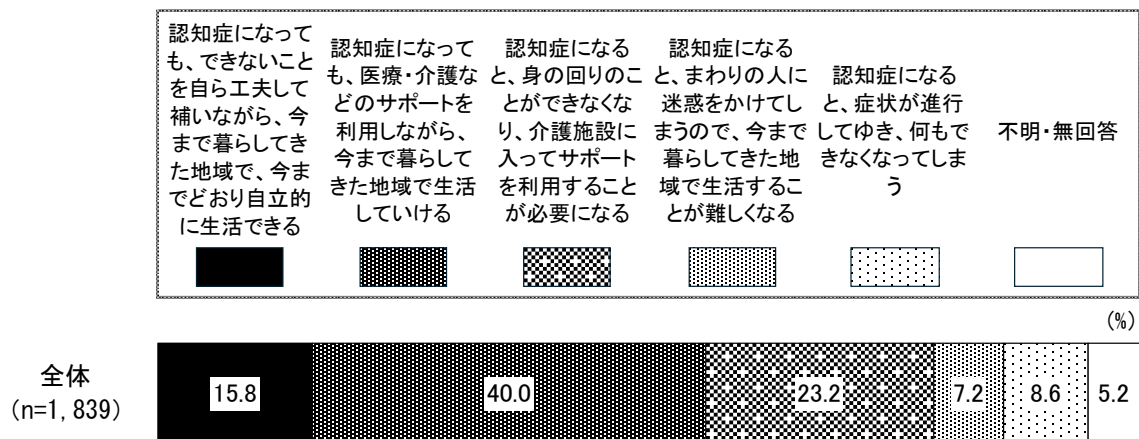 認知症になって
も、できないこと
を自ら工夫して
補いながら、今
まで暮らしてき
た地域で、今ま
でどおり自立的
に生活できる
認知症になって
も、医療・介護な
どのサポートを
利用しながら、
今まで暮らして
きた地域で生活
していける
認知症になる
と、身の回りのこ
とができなくな
り、介護施設に
入ってサポート
を利用すること
が必要になる
認知症になる
と、まわりの人に
迷惑をかけてし
まうので、今まで
暮らしてきた地
域で生活するこ
とが難しくなる
認知症になる
と、症状が進行
してゆき、何もで
きなくなってしま
う
不明・無回答
(%)
全体
(n=1,839)
15.8
40.0
23.2
7.2
8.6
5.2